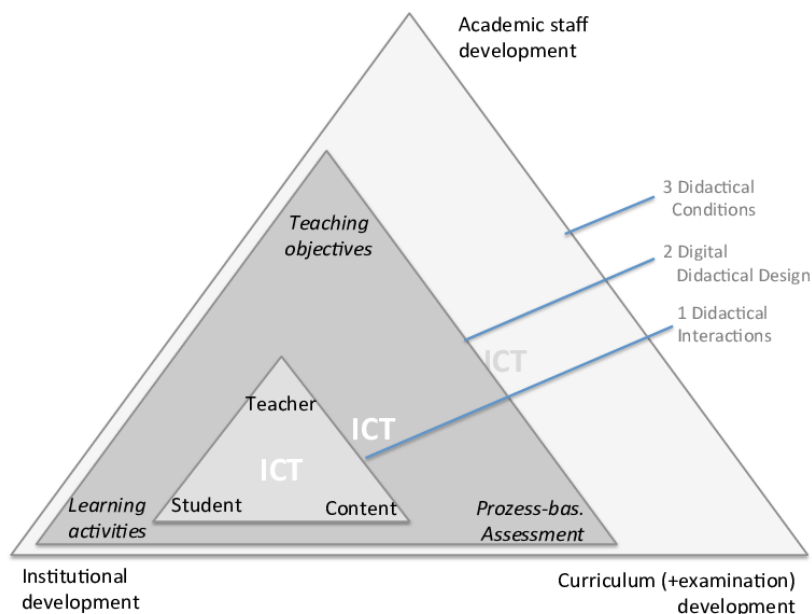 Academic staff
development
3 Didactical
Conditions
Teaching
objectives
2 Digital
Didactical Design
1 Didactical
Interactions
ICT
Teacher
ICT
ICT
Learning
activities
Student
Content
Prozess-bas.
Assessment
Institutional
development
Curriculum (+examination)
development